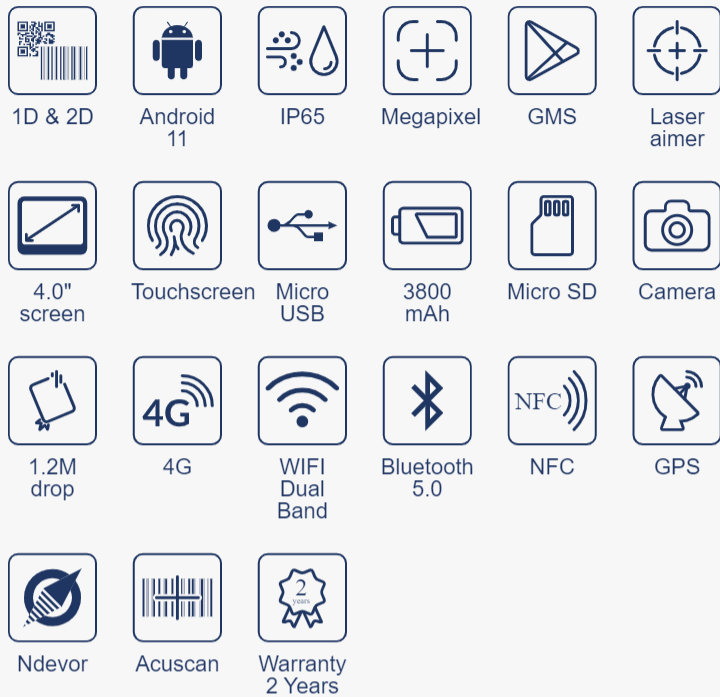 1D & 2D
Android
11
IP65
Megapixel
GMS
Laser
aimer
4.0"
screen
Touchscreen
Micro
USB
3800
mAh
Micro SD
Camera
1.2M
drop
4G
4G
WIFI
Dual
Band
Bluetooth
5.0
NFC
NFC
GPS
Ndevor
Acuscan
2
years
Warranty
2 Years